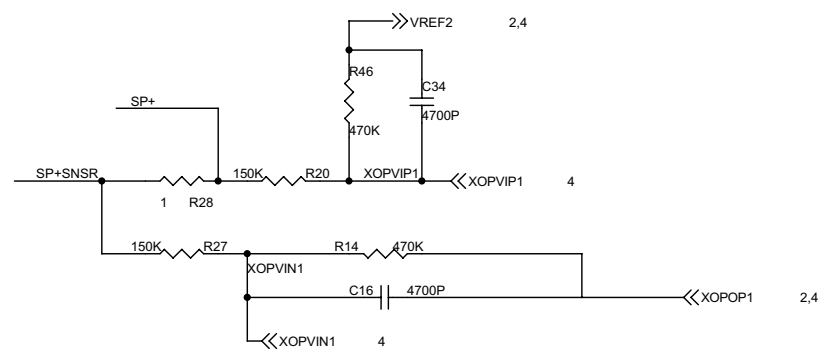 VREF2 2,4
R46
C34
SP+
4700P
470K
SP+SNSR 150K R20 XOPVIP1 XOPVIP1 4
1 R28
150K R27 R14 470K
XOPVIN1
C16 4700P XOPOP1 2,4
XOPVIN1 4